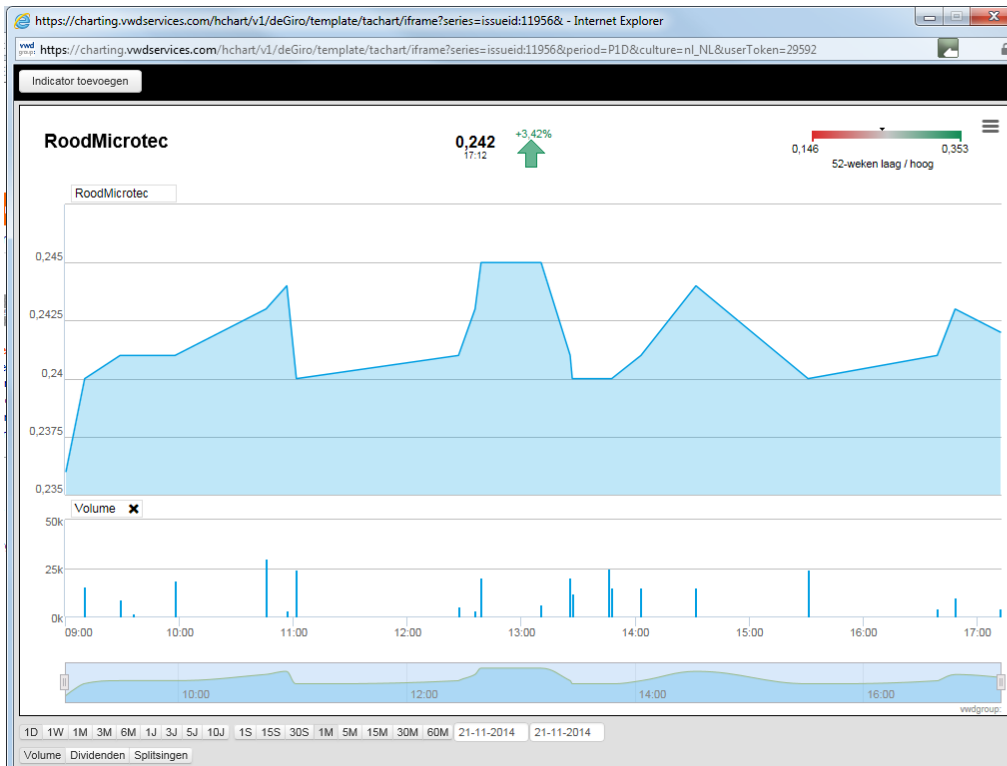 https://charting.vwdservices.com/hchart/v1/deGiro/template/tachart/iframe?series=issueid:11956& - Internet Explorer
vwd group: https://charting.vwdservices.com/hchart/v1/deGiro/template/tachart/iframe?series=issueid:11956&period=P1D&culture=nl_NL&userToken=29592
Indicator toevoegen
RoodMicrotec
0,242
17:12
+3,42%
0,146 0,353
52-weken laag / hoog
RoodMicrotec
0,245
0,2425
0,24
0,2375
0,235
Volume
50k
25k
0k
09:00 10:00 11:00 12:00 13:00 14:00 15:00 16:00 17:00
10:00 12:00 14:00 16:00
vwdgroup:
1D 1W 1M 3M 6M 1J 3J 5J 10J 1S 15S 30S 1M 5M 15M 30M 60M 21-11-2014 21-11-2014
Volume Dividenden Splitsingen